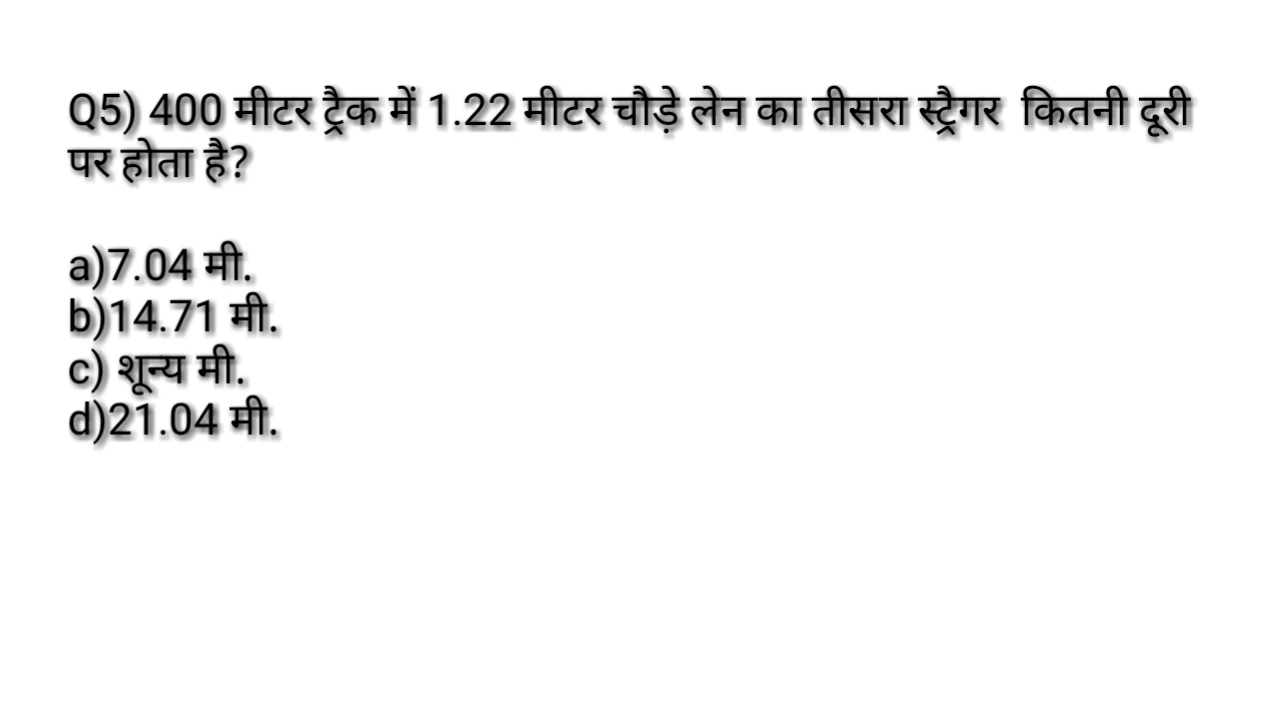 Q5) 400 मीटर ट्रैक में 1.22 मीटर चौड़े लेन का तीसरा स्ट्रैगर  कितनी दूरी
पर होता है?
a)7.04 मी.
b)14.71 मी.
c) शून्य मी.
d)21.04 मी.